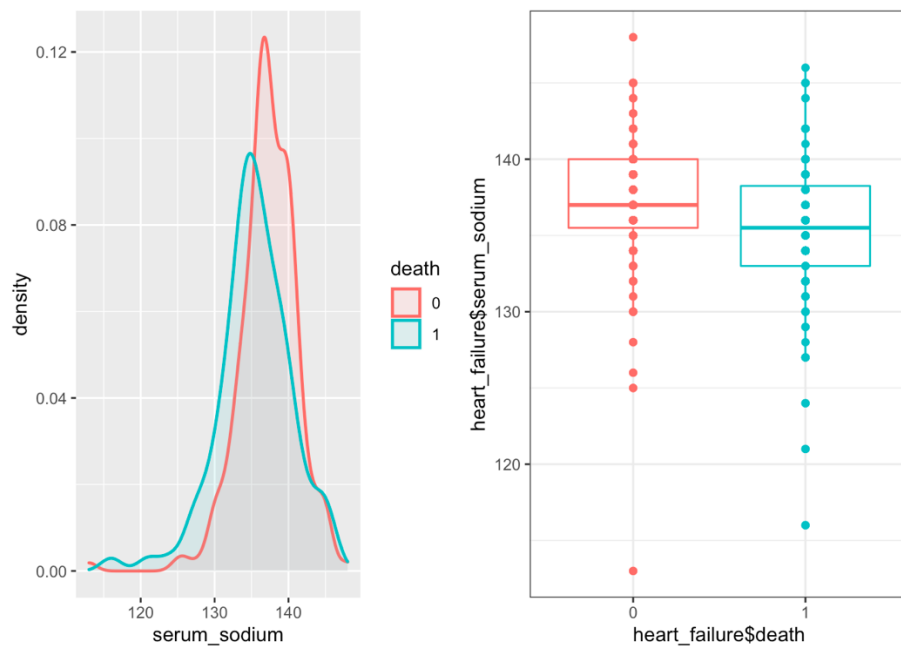 0.12
0.08
0.04
0.00
density
120 130 140
serum_sodium
death
0
1
heart_failure$serum_sodium
140
130
120
0 1
heart_failure$death